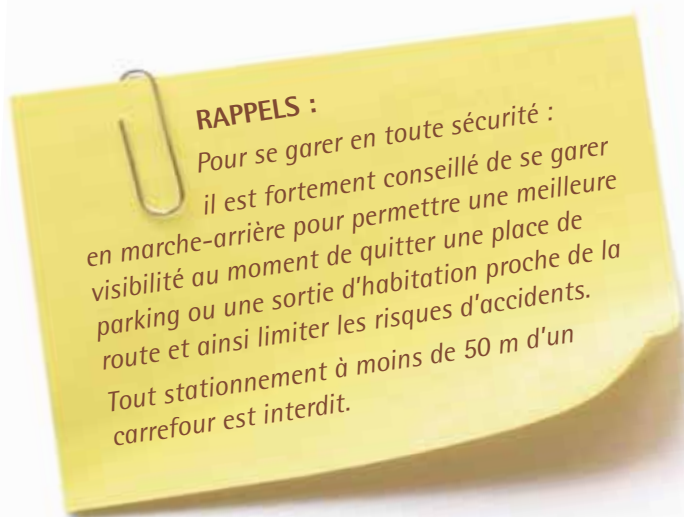 RAPPELS :
Pour se garer en toute sécurité :
il est fortement conseillé de se garer
en marche-arrière pour permettre une meilleure
visibilité au moment de quitter une place de
parking ou une sortie d'habitation proche de la
route et ainsi limiter les risques d'accidents.
Tout stationnement à moins de 50 m d'un
carrefour est interdit.